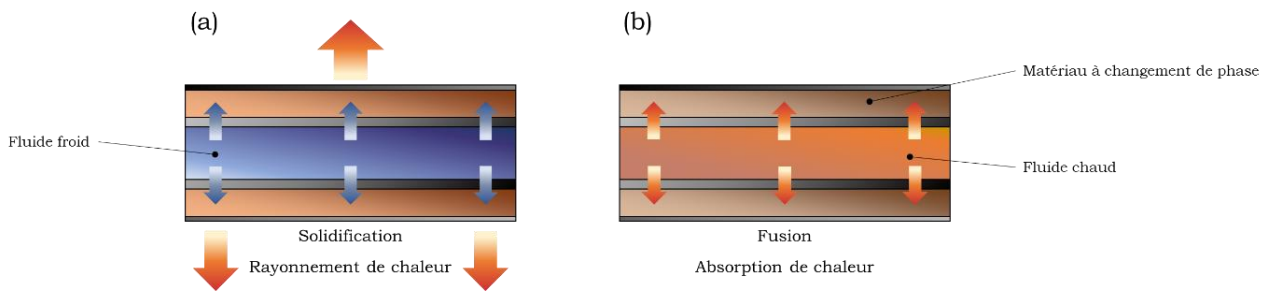 (a)
(b)
Matériau à changement de phase
Fluide froid
Fluide chaud
Solidification
Fusion
Rayonnement de chaleur
Absorption de chaleur